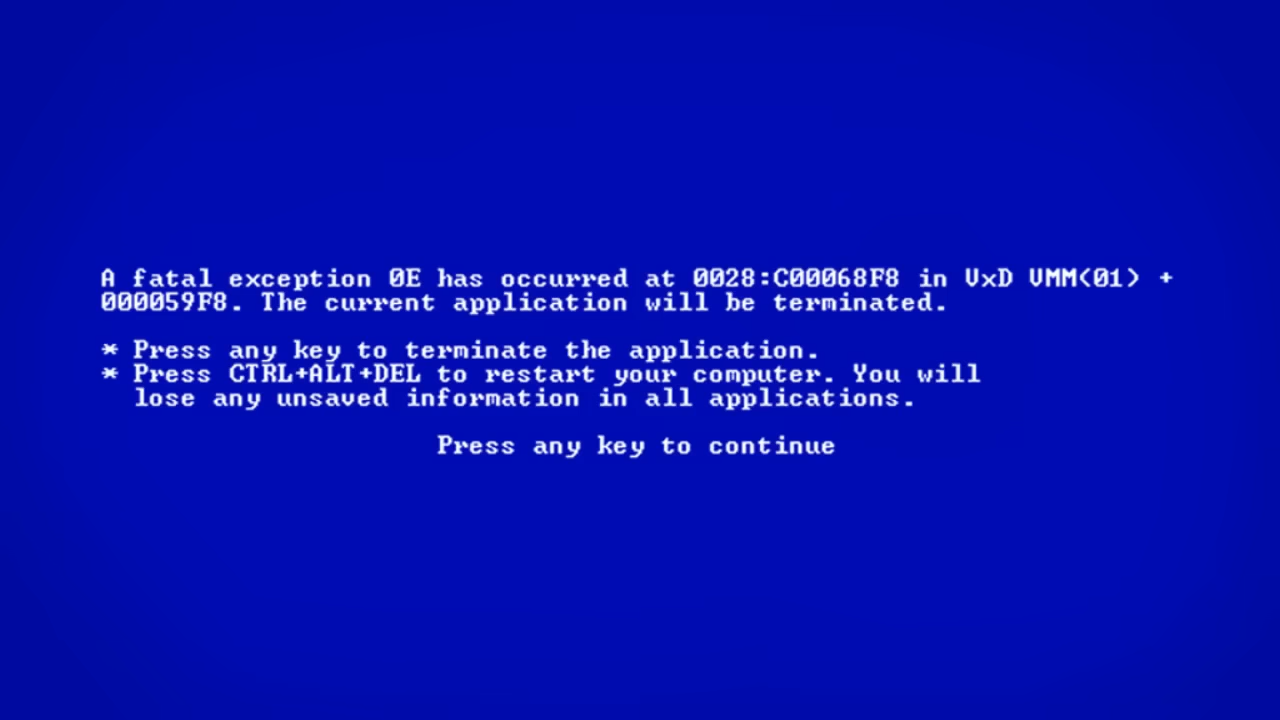 A fatal exception 0E has occurred at 0028:C00068F8 in VxD VMM(01) +
000059F8. The current application will be terminated.
* Press any key to terminate the application.
* Press CTRL+ALT+DEL to restart your computer. You will
lose any unsaved information in all applications.
Press any key to continue